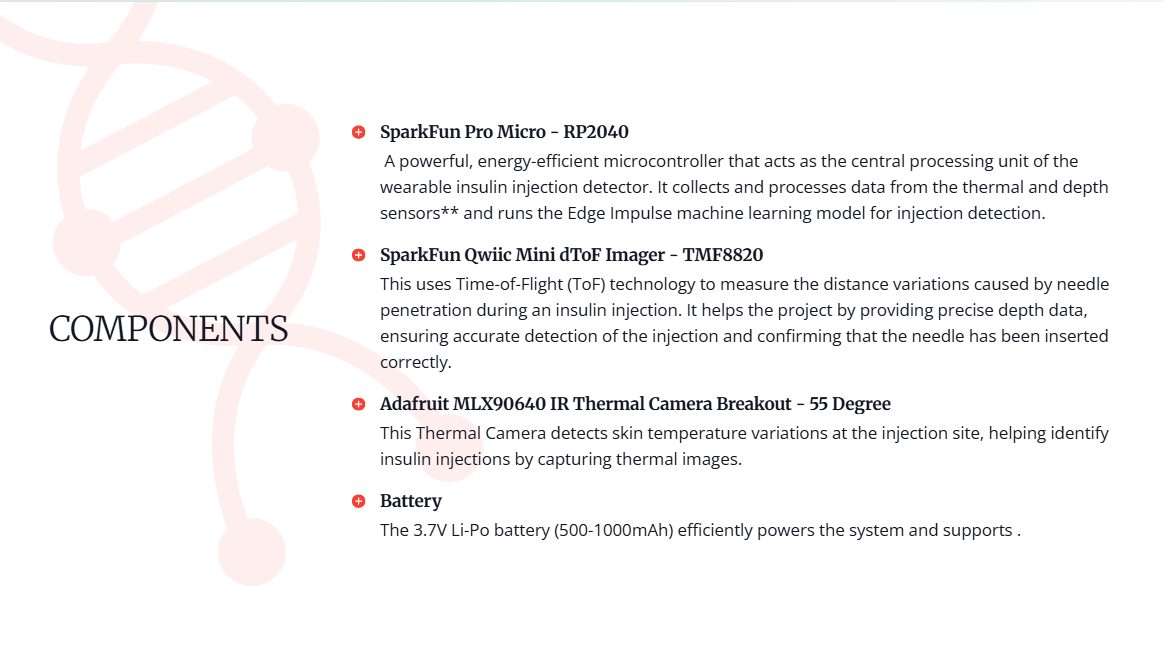 COMPONENTS
SparkFun Pro Micro - RP2040
A powerful, energy-efficient microcontroller that acts as the central processing unit of the
wearable insulin injection detector. It collects and processes data from the thermal and depth
sensors** and runs the Edge Impulse machine learning model for injection detection.
SparkFun Qwiic Mini dToF Imager - TMF8820
This uses Time-of-Flight (ToF) technology to measure the distance variations caused by needle
penetration during an insulin injection. It helps the project by providing precise depth data,
ensuring accurate detection of the injection and confirming that the needle has been inserted
correctly.
Adafruit MLX90640 IR Thermal Camera Breakout - 55 Degree
This Thermal Camera detects skin temperature variations at the injection site, helping identify
insulin injections by capturing thermal images.
Battery
The 3.7V Li-Po battery (500-1000mAh) efficiently powers the system and supports .